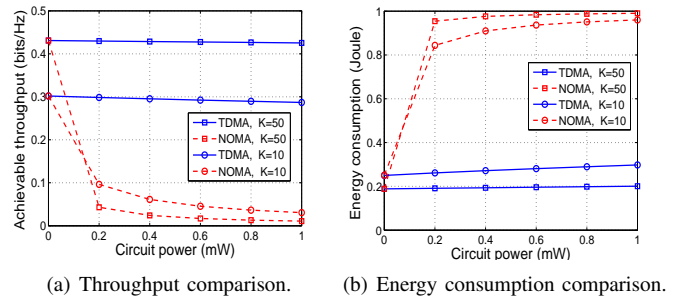 Achievable throughput (bits/Hz)
0.5
0.4
0.3
0.2
0.1
0
TDMA, K=50
NOMA, K=50
TDMA, K=10
NOMA, K=10
0 0.2 0.4 0.6 0.8 1
Circuit power (mW)
(a) Throughput comparison.
Energy consumption (Joule)
1
0.8
0.6
0.4
0.2
0
TDMA, K=50
NOMA, K=50
TDMA, K=10
NOMA, K=10
0 0.2 0.4 0.6 0.8 1
Circuit power (mW)
(b) Energy consumption comparison.